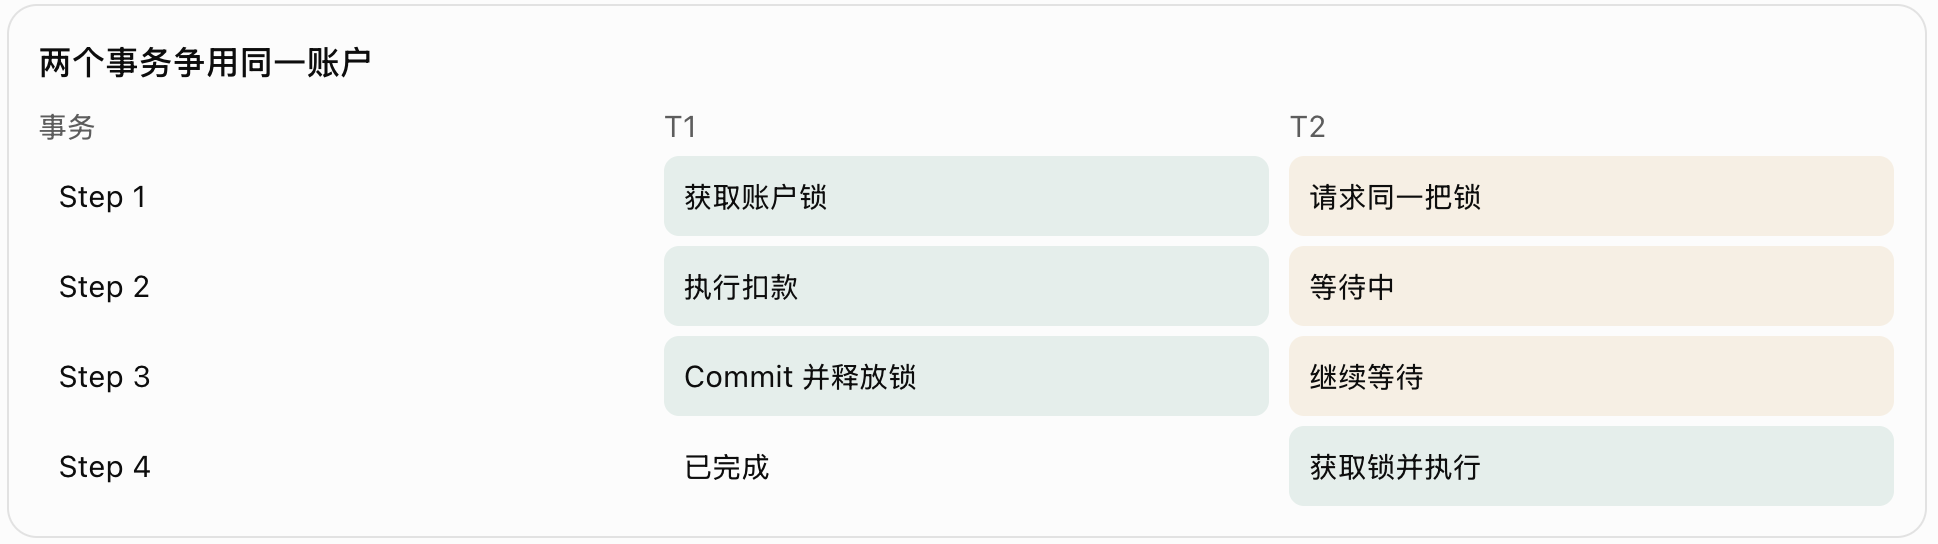 两个事务争用同一账户
事务 T1 T2
Step 1 获取账户锁 请求同一把锁
Step 2 执行扣款 等待中
Step 3 Commit 并释放锁 继续等待
Step 4 已完成 获取锁并执行